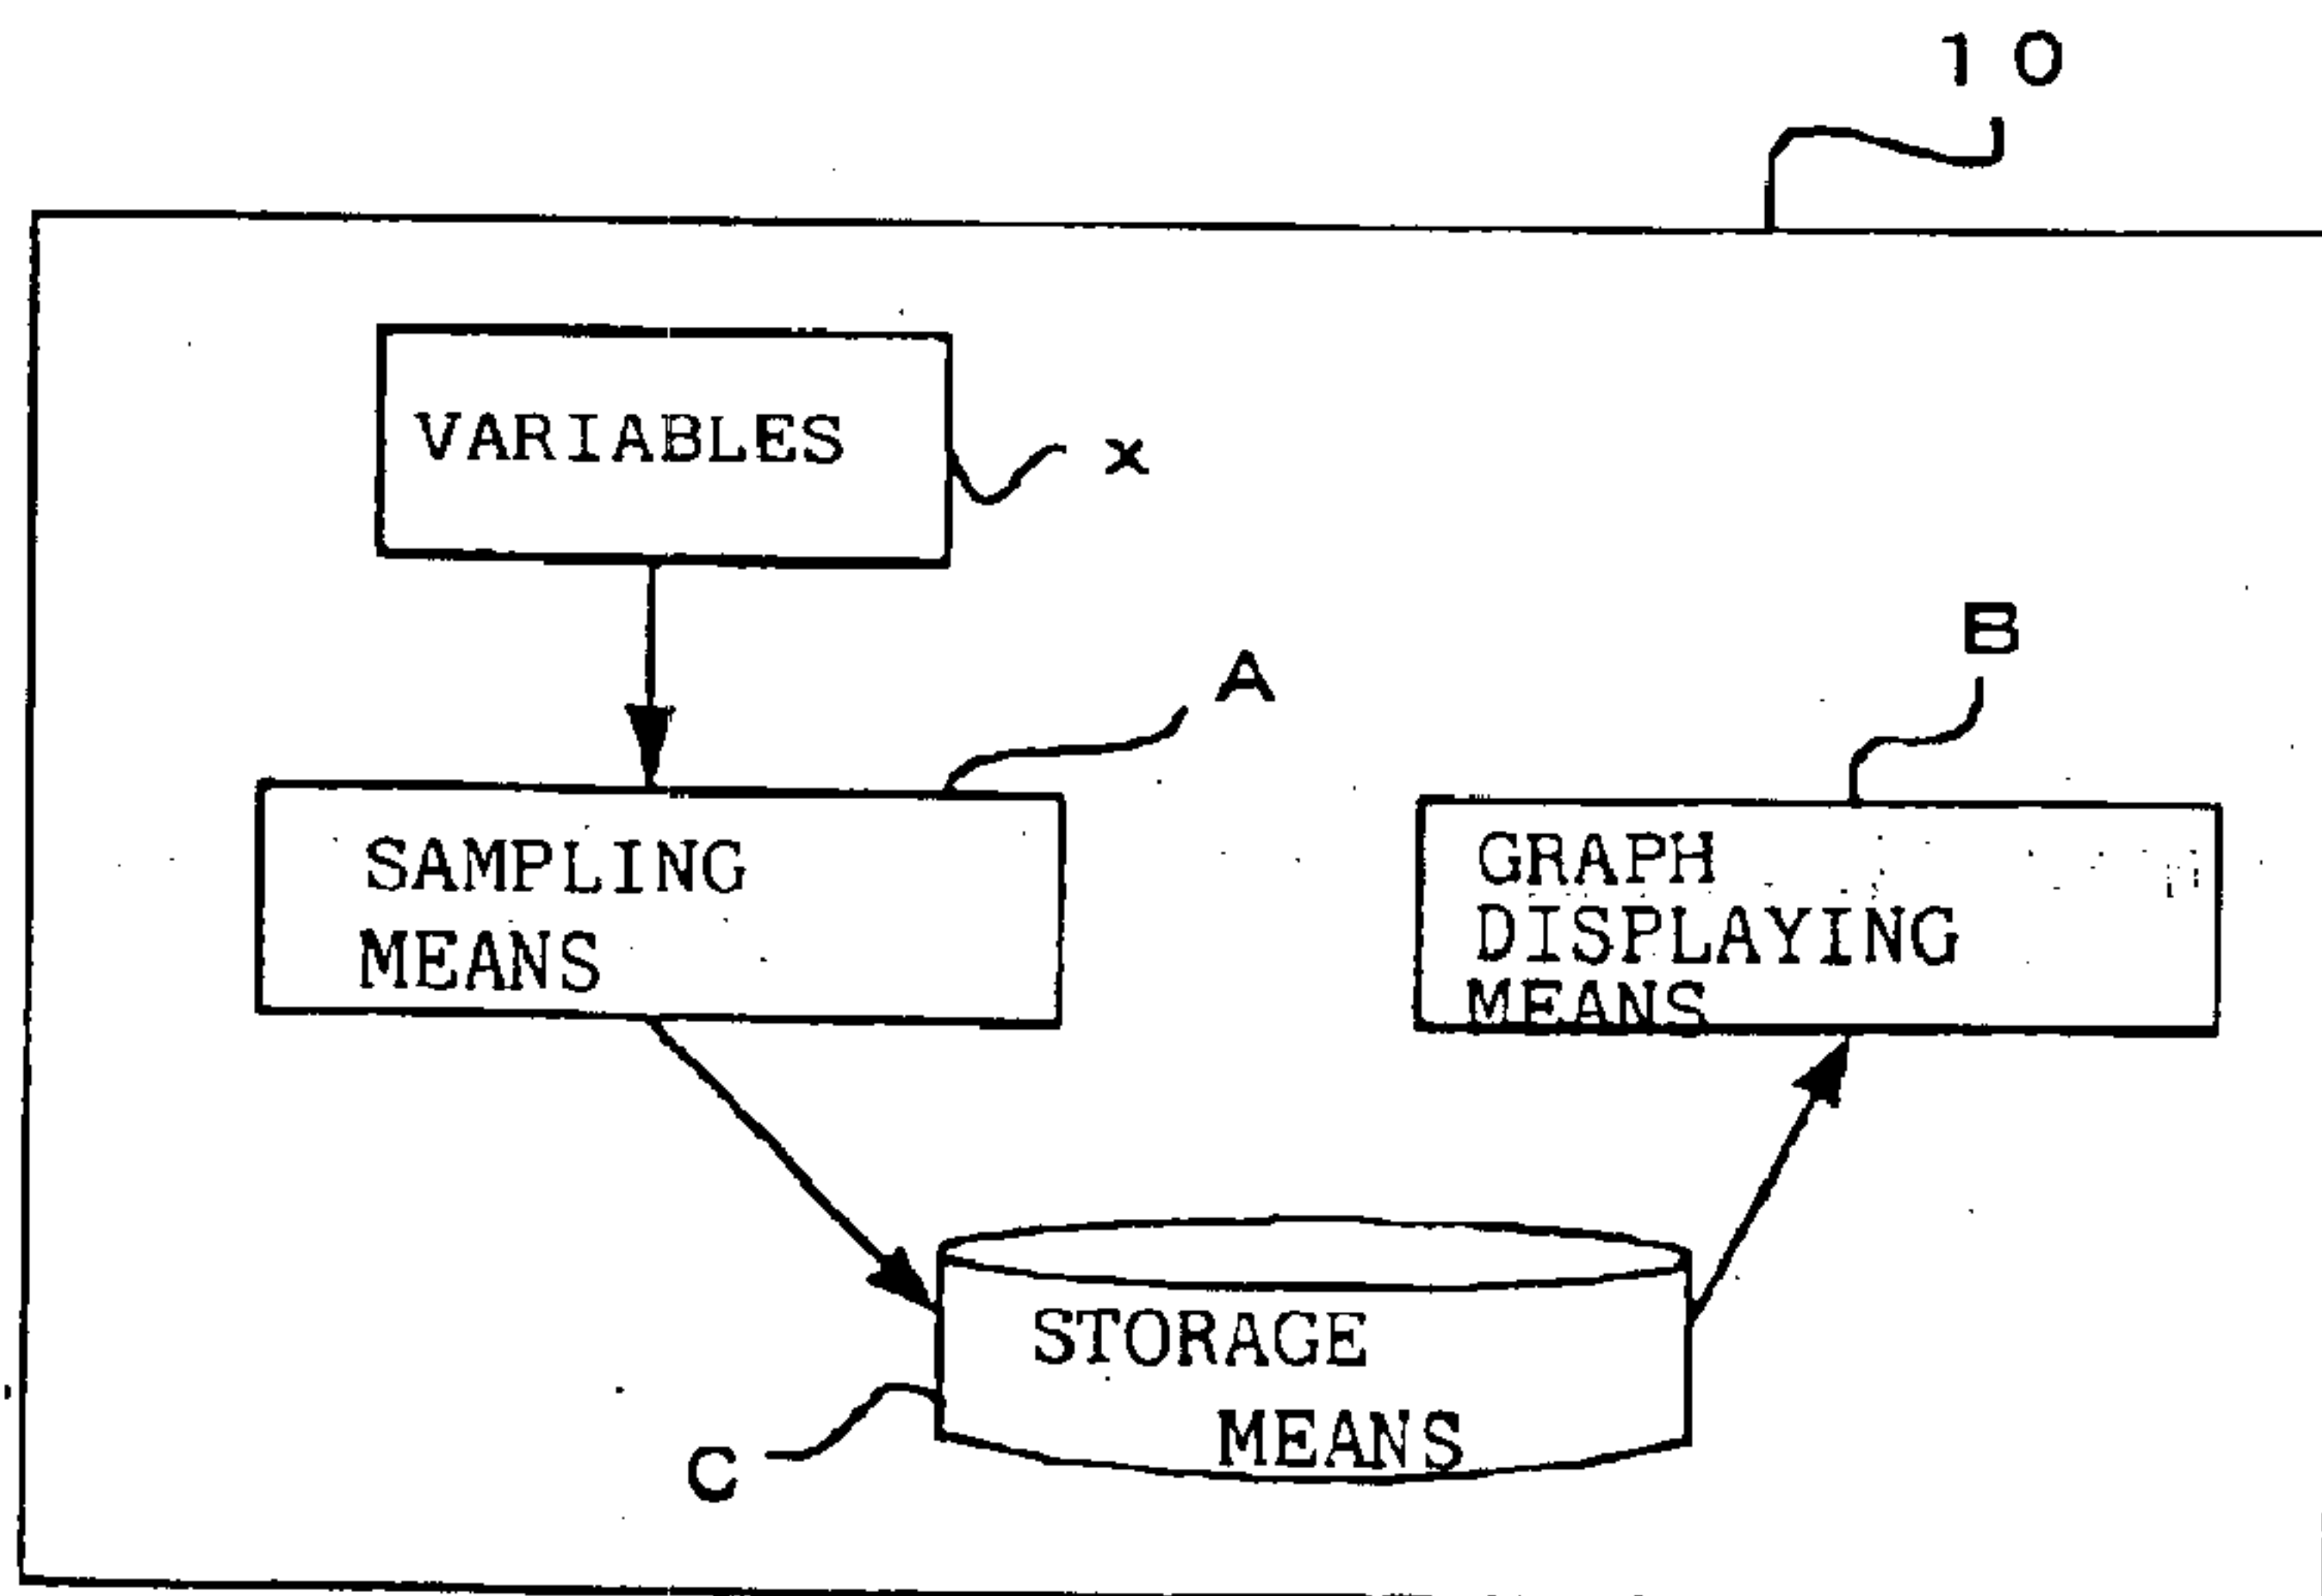 10
VARIABLES
x
A
B
SAMPLING
MEANS
GRAPH
DISPLAYING
MEANS
STORAGE
MEANS
C